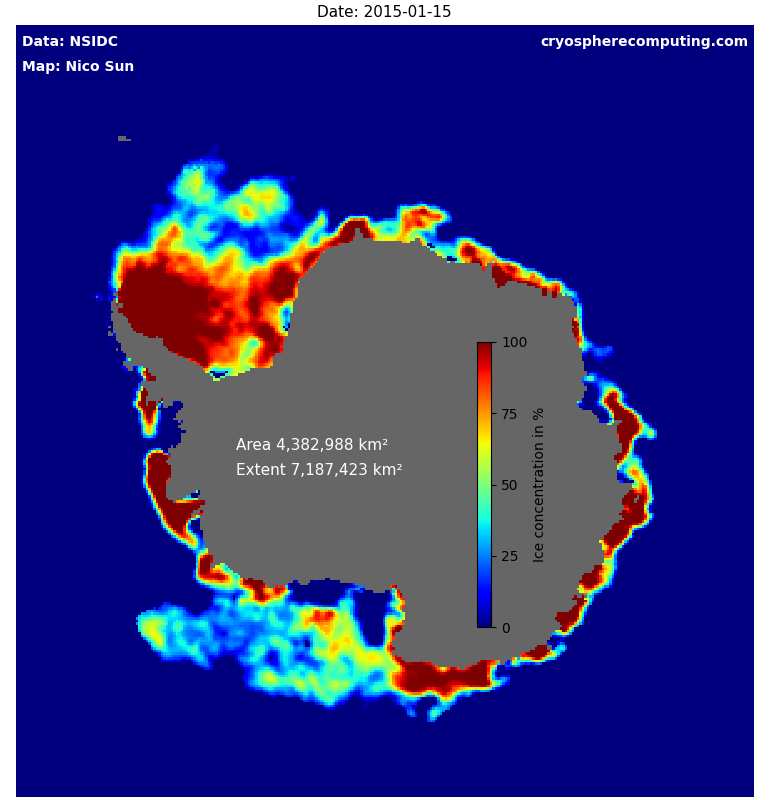 Date: 2015-01-15
Data: NSIDC
cryospherecomputing.com
Map: Nico Sun
100
75
50
25
0
Ice concentration in %
Area 4,382,988 km²
Extent 7,187,423 km²